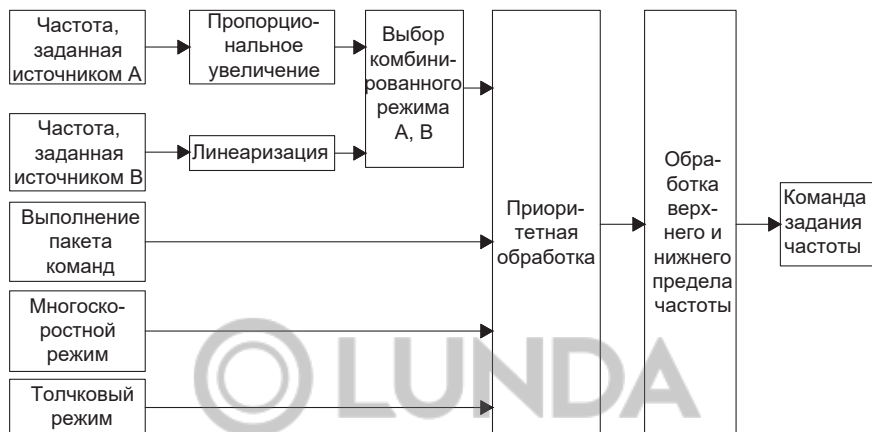 Частота,
заданная
источником А
Пропорцио-
нальное
увеличение
Выбор
комбини-
рованного
режима
А, В
Частота,
заданная
источником В
Линеаризация
Выполнение
пакета
команд
Многоско-
ростной
режим
Толчковый
режим
Приори-
тетная
обработка
Обра-
ботка
верх-
него и
нижнего
предела
частоты
Команда
задания
частоты
LUNDA